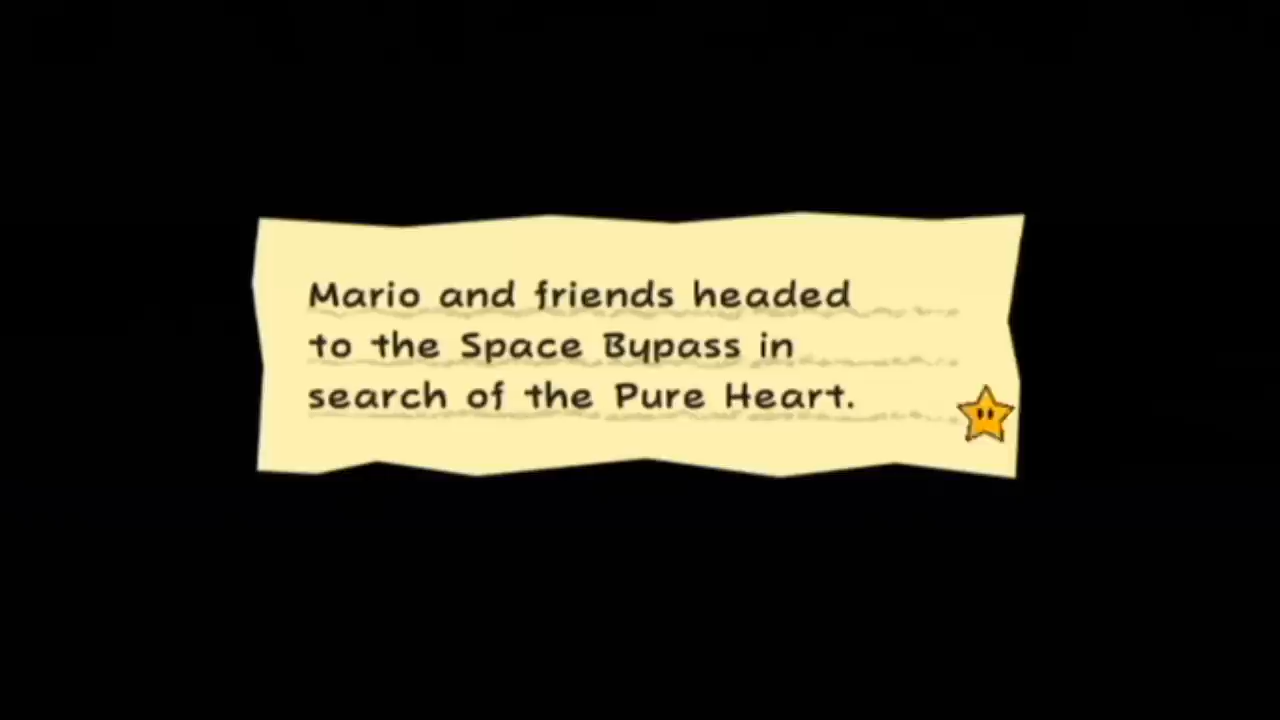 Mario and friends headed
to the Space Bypass in
search of the Pure Heart.